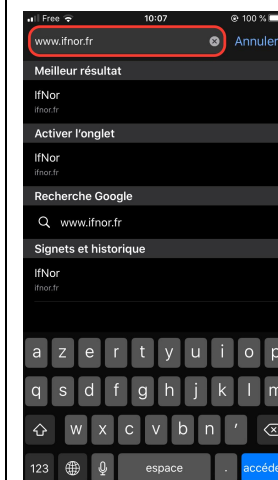 Free 10:07 100 %
www.ifnor.fr Annuler
Meilleur résultat
IfNor
ifnor.fr
Activer l'onglet
IfNor
ifnor.fr
Recherche Google
www.ifnor.fr
Signets et historique
IfNor
ifnor.fr
a z e r t y u i o p
q s d f g h j k l m
w x c v b n '
123 espace . accéde